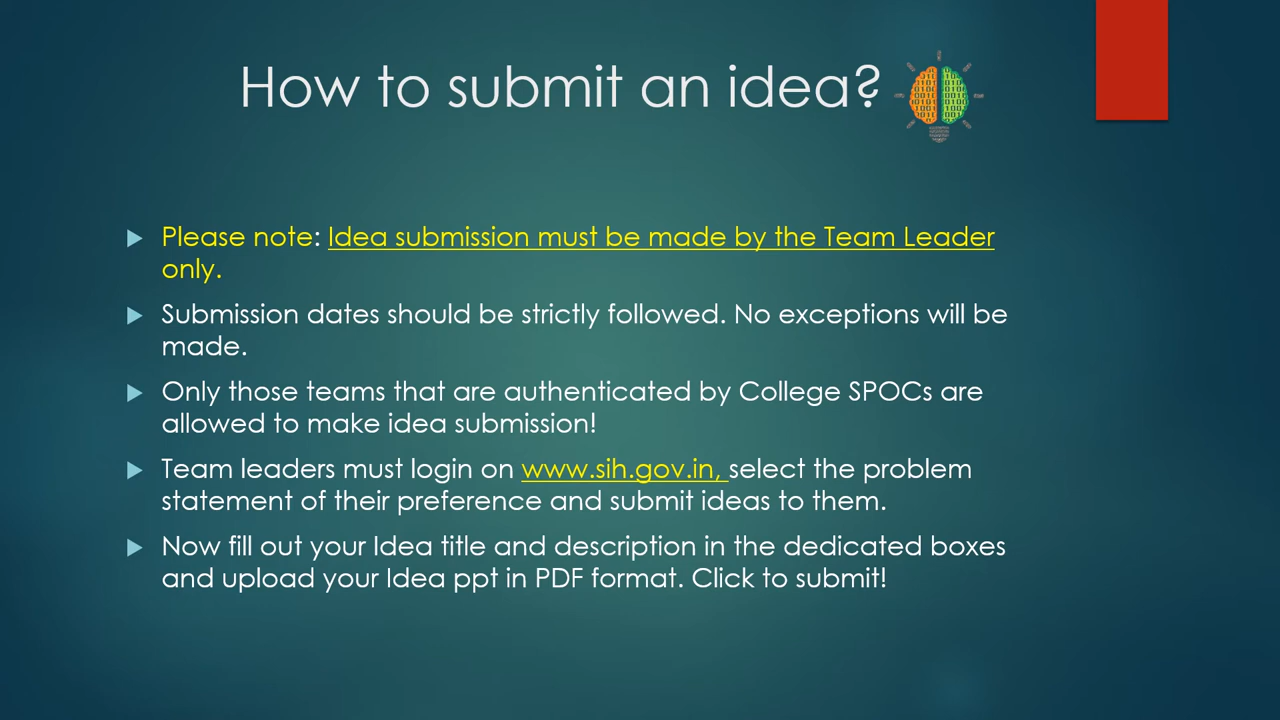 How to submit an idea?
Please note: Idea submission must be made by the Team Leader
only.
Submission dates should be strictly followed. No exceptions will be
made.
Only those teams that are authenticated by College SPOCs are
allowed to make idea submission!
Team leaders must login on www.sih.gov.in, select the problem
statement of their preference and submit ideas to them.
Now fill out your Idea title and description in the dedicated boxes
and upload your Idea ppt in PDF format. Click to submit!